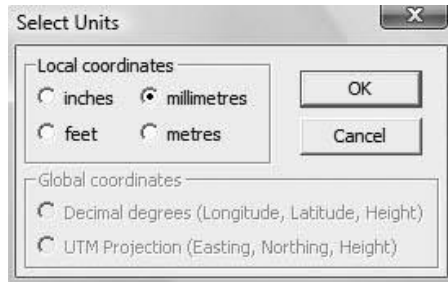 Select Units
Local coordinates
inches millimetres OK
feet metres Cancel
Global coordinates
Decimal degrees (Longitude, Latitude, Height)
UTM Projection (Easting, Northing, Height)